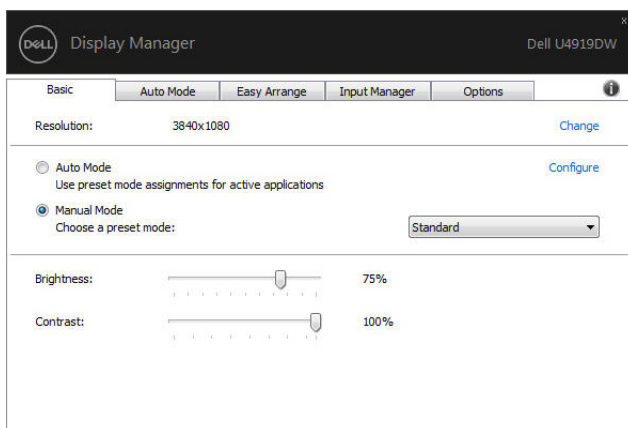 x
DELL Display Manager Dell U4919DW
Basic Auto Mode Easy Arrange Input Manager Options i
Resolution: 3840x1080 Change
Auto Mode Configure
Use preset mode assignments for active applications
Manual Mode
Choose a preset mode: Standard
Brightness: 75%
Contrast: 100%